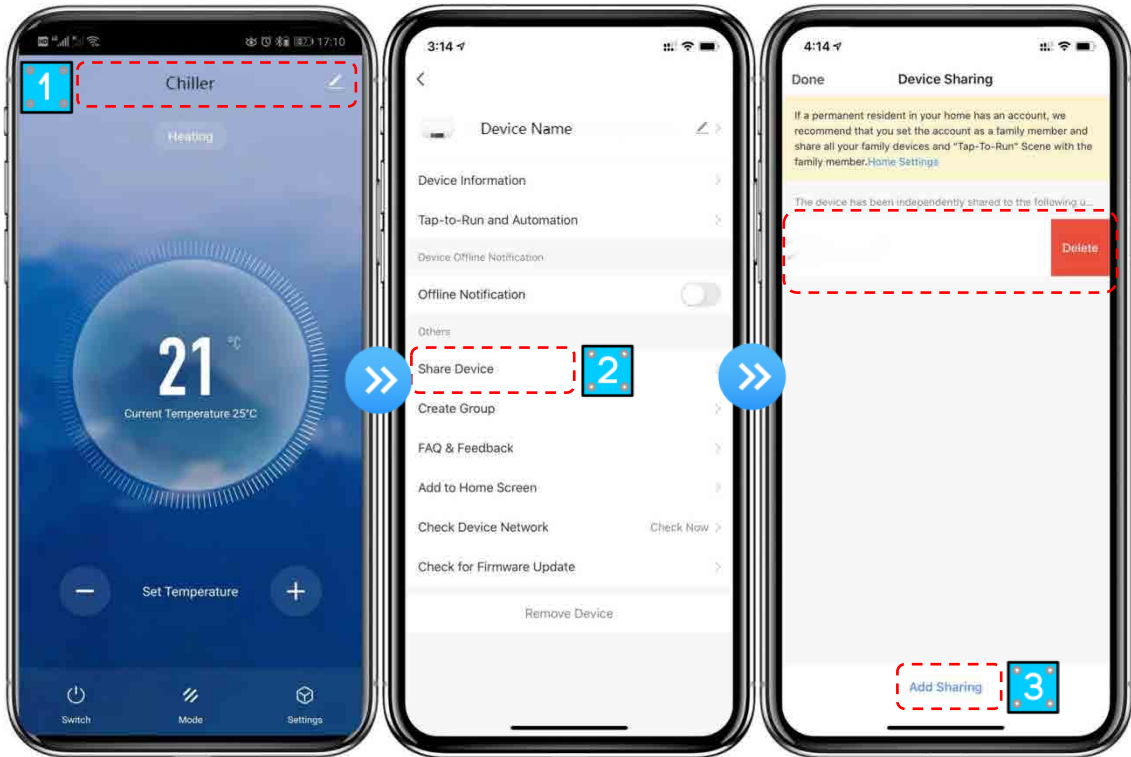 17:10
1
Chiller
Heating
21 °C
Current Temperature 25°C
Set Temperature
Switch
Mode
Settings
3:14
Device Name
Device Information
Tap-to-Run and Automation
Device Offline Notification
Offline Notification
Others
Share Device
2
Create Group
FAQ & Feedback
Add to Home Screen
Check Device Network Check Now
Check for Firmware Update
Remove Device
4:14
Done Device Sharing
If a permanent resident in your home has an account, we
recommend that you set the account as a family member and
share all your family devices and "Tap-To-Run" Scene with the
family member.Home Settings
The device has been independently shared to the following u...
Delete
Add Sharing
3